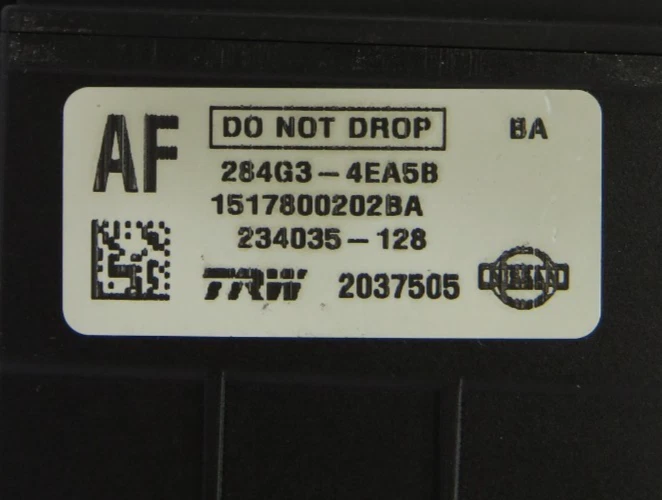 AF
DO NOT DROP
BA
284G3-4EA5B
1517800202BA
234035-128
TRW 2037505 NISSAN